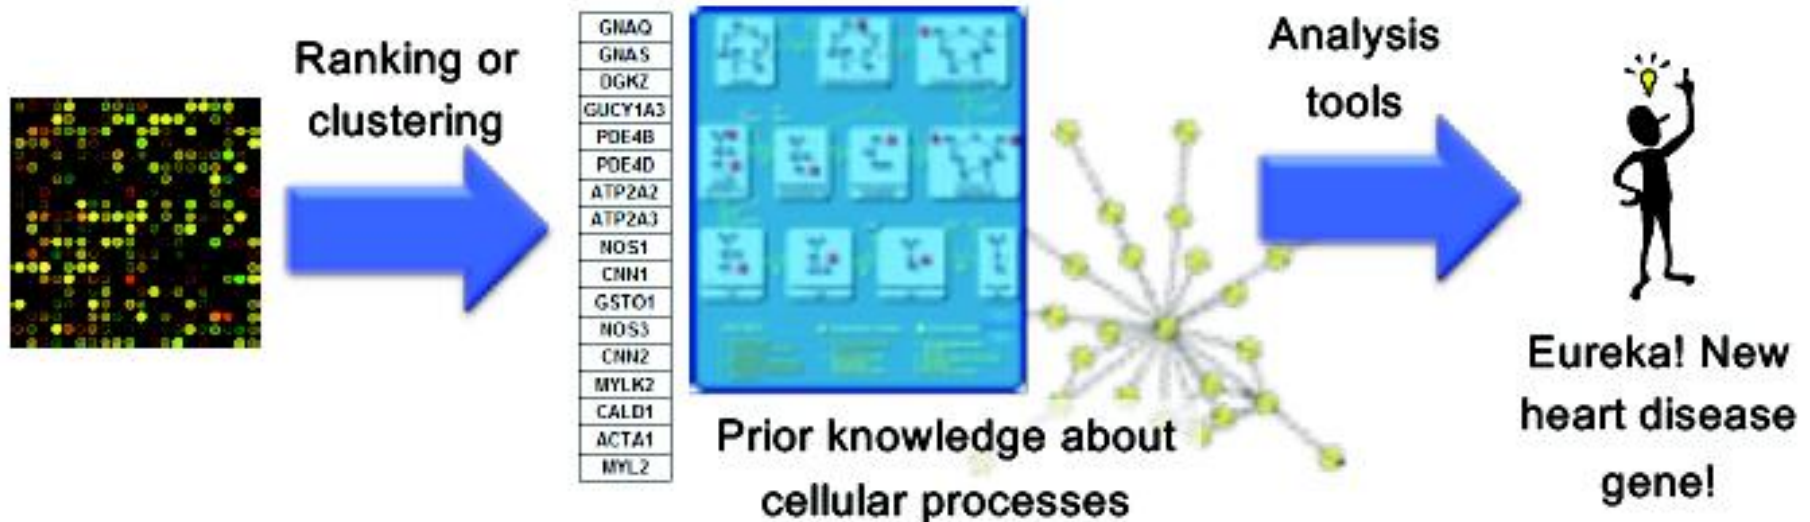 Ranking or
clustering
GNAQ
GNAS
DGKZ
GUCY1A3
PDE4B
PDE4D
ATP2A2
ATP2A3
NOS1
CNN1
GSTO1
NOS3
CNN2
MYLK2
CALD1
ACTA1
MYL2
Prior knowledge about
cellular processes
Analysis
tools
Eureka! New
heart disease
gene!